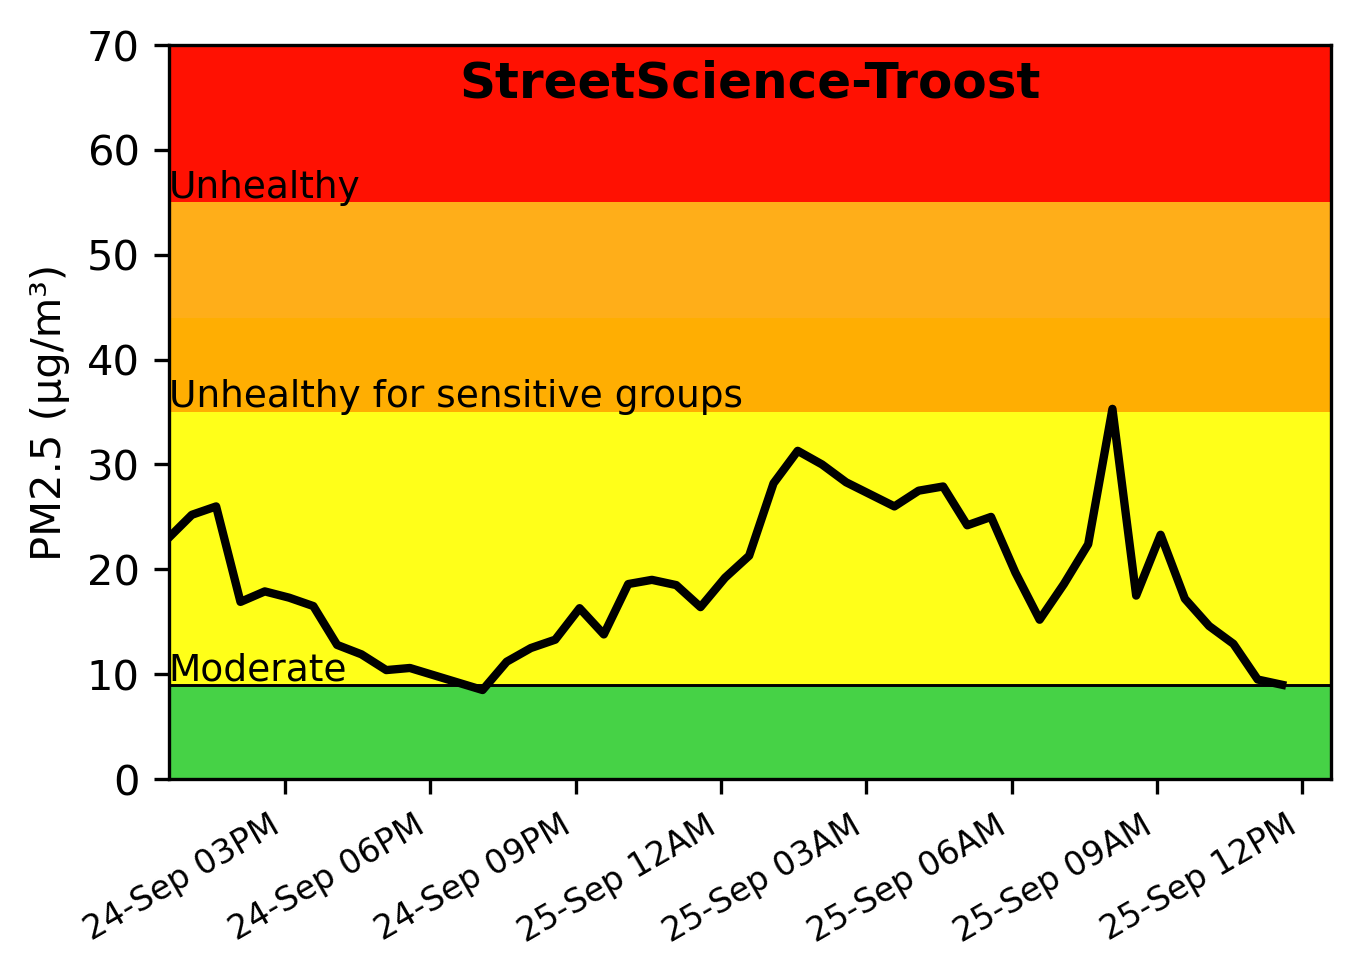 StreetScience-Troost
PM2.5 (µg/m³)
70
60
50
40
30
20
10
0
Unhealthy
Unhealthy for sensitive groups
Moderate
24-Sep 03PM
24-Sep 06PM
24-Sep 09PM
25-Sep 12AM
25-Sep 03AM
25-Sep 06AM
25-Sep 09AM
25-Sep 12PM